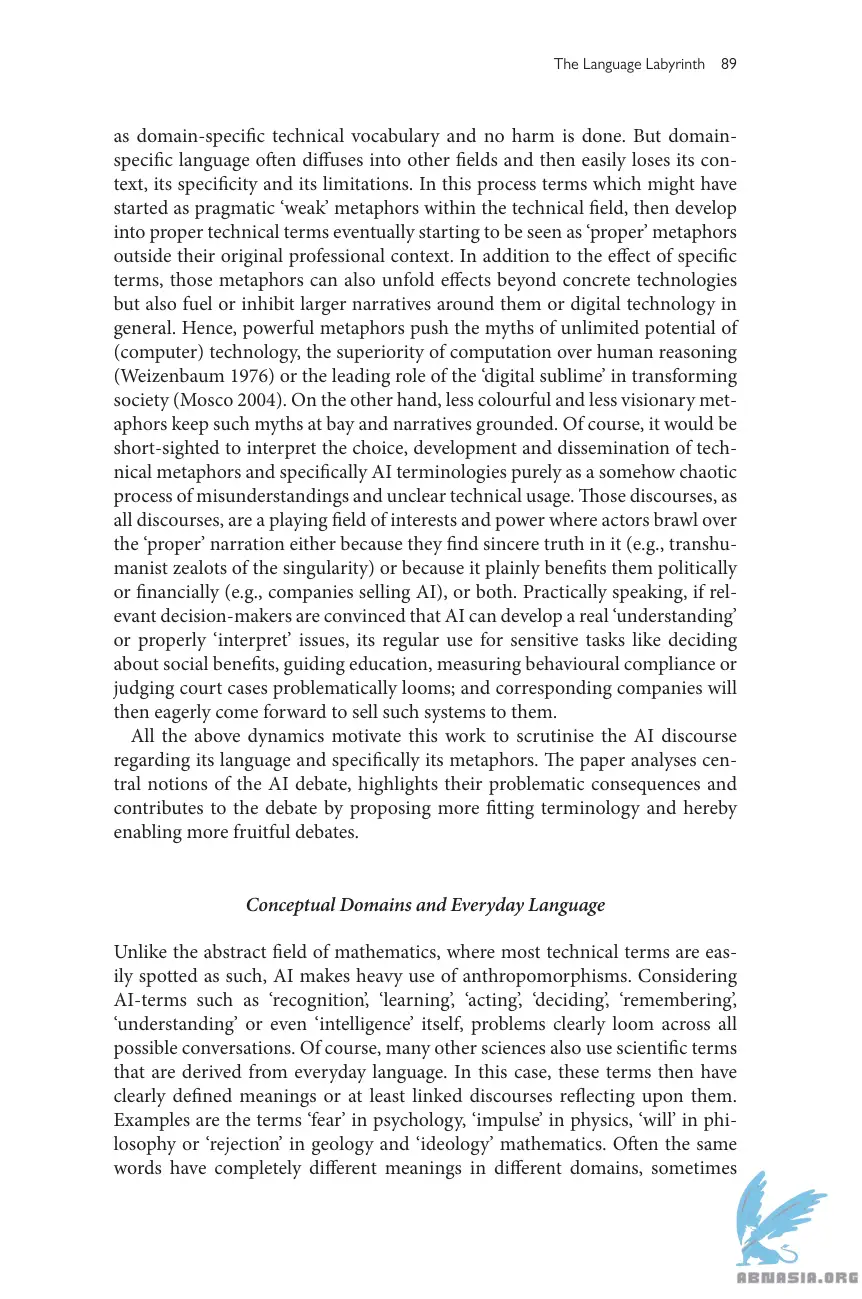 The Language Labyrinth 89
as domain-specific technical vocabulary and no harm is done. But domain-
specific language often diffuses into other fields and then easily loses its con-
text, its specificity and its limitations. In this process terms which might have
started as pragmatic ‘weak’ metaphors within the technical field, then develop
into proper technical terms eventually starting to be seen as ‘proper’ metaphors
outside their original professional context. In addition to the effect of specific
terms, those metaphors can also unfold effects beyond concrete technologies
but also fuel or inhibit larger narratives around them or digital technology in
general. Hence, powerful metaphors push the myths of unlimited potential of
(computer) technology, the superiority of computation over human reasoning
(Weizenbaum 1976) or the leading role of the ‘digital sublime’ in transforming
society (Mosco 2004). On the other hand, less colourful and less visionary met-
aphors keep such myths at bay and narratives grounded. Of course, it would be
short-sighted to interpret the choice, development and dissemination of tech-
nical metaphors and specifically AI terminologies purely as a somehow chaotic
process of misunderstandings and unclear technical usage. Those discourses, as
all discourses, are a playing field of interests and power where actors brawl over
the ‘proper’ narration either because they find sincere truth in it (e.g., transhu-
manist zealots of the singularity) or because it plainly benefits them politically
or financially (e.g., companies selling AI), or both. Practically speaking, if rel-
evant decision-makers are convinced that AI can develop a real ‘understanding’
or properly ‘interpret’ issues, its regular use for sensitive tasks like deciding
about social benefits, guiding education, measuring behavioural compliance or
judging court cases problematically looms; and corresponding companies will
then eagerly come forward to sell such systems to them.
All the above dynamics motivate this work to scrutinise the AI discourse
regarding its language and specifically its metaphors. The paper analyses cen-
tral notions of the AI debate, highlights their problematic consequences and
contributes to the debate by proposing more fitting terminology and hereby
enabling more fruitful debates.
Conceptual Domains and Everyday Language
Unlike the abstract field of mathematics, where most technical terms are eas-
ily spotted as such, AI makes heavy use of anthropomorphisms. Considering
AI-terms such as ‘recognition’, ‘learning’, ‘acting’, ‘deciding’, ‘remembering’,
‘understanding’ or even ‘intelligence’ itself, problems clearly loom across all
possible conversations. Of course, many other sciences also use scientific terms
that are derived from everyday language. In this case, these terms then have
clearly defined meanings or at least linked discourses reflecting upon them.
Examples are the terms ‘fear’ in psychology, ‘impulse’ in physics, ‘will’ in phi-
losophy or ‘rejection’ in geology and ‘ideology’ mathematics. Often the same
words have completely different meanings in different domains, sometimes
ABNASIA.ORG